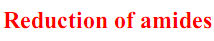 Reduction of amides